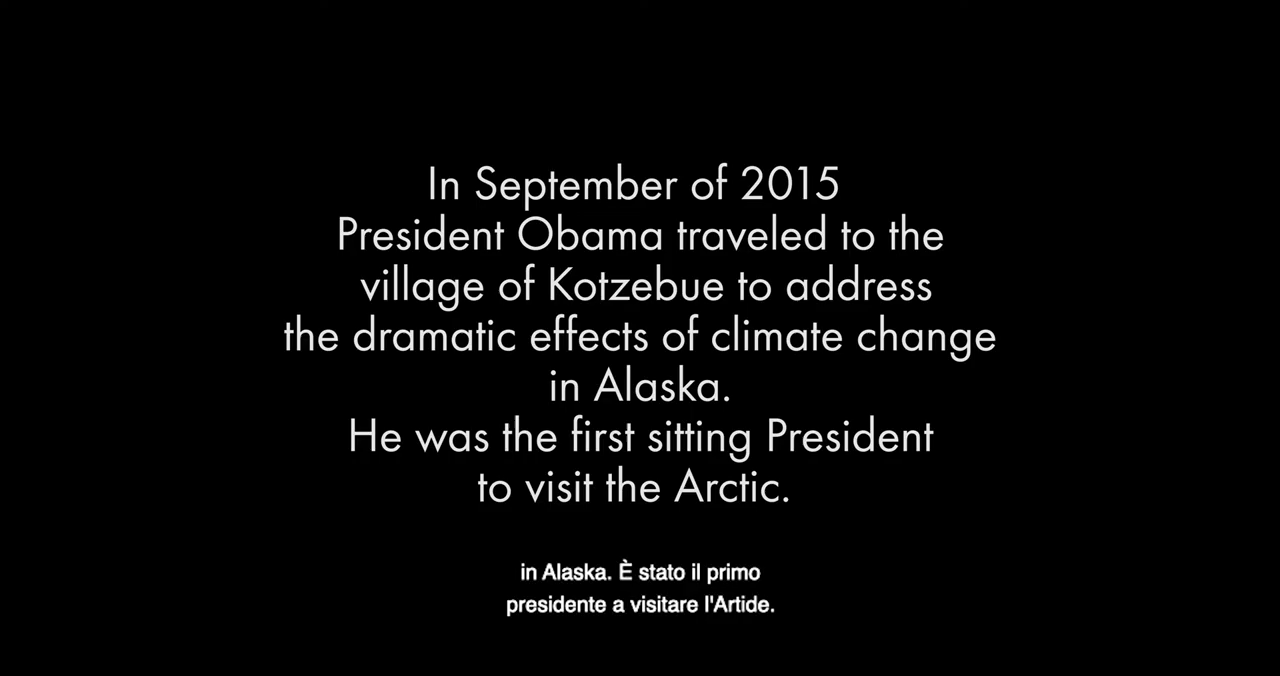 In September of 2015
President Obama traveled to the
village of Kotzebue to address
the dramatic effects of climate change
in Alaska.
He was the first sitting President
to visit the Arctic.
in Alaska. È stato il primo
presidente a visitare l'Artide.